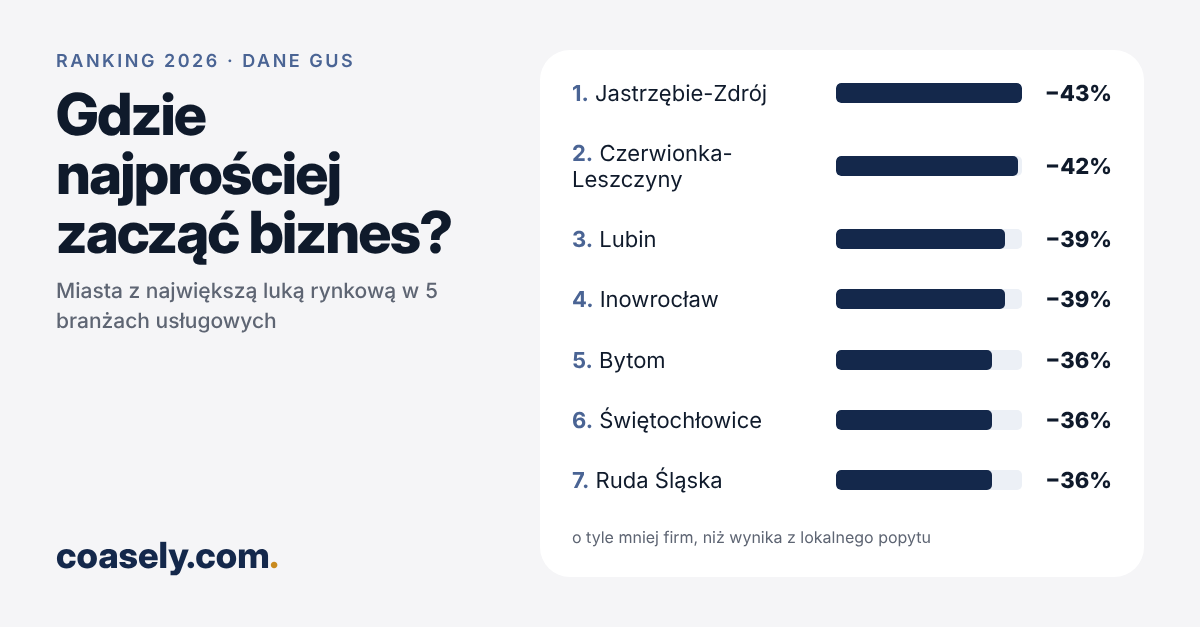 RANKING 2026 · DANE GUS
Gdzie
najprościej
zacząć biznes?
Miasta z największą luką rynkową w 5
branżach usługowych
coasely.com.
1. Jastrzębie-Zdrój −43%
2. Czerwionka-
Leszczyny −42%
3. Lubin −39%
4. Inowrocław −39%
5. Bytom −36%
6. Świętochłowice −36%
7. Ruda Śląska −36%
o tyle mniej firm, niż wynika z lokalnego popytu